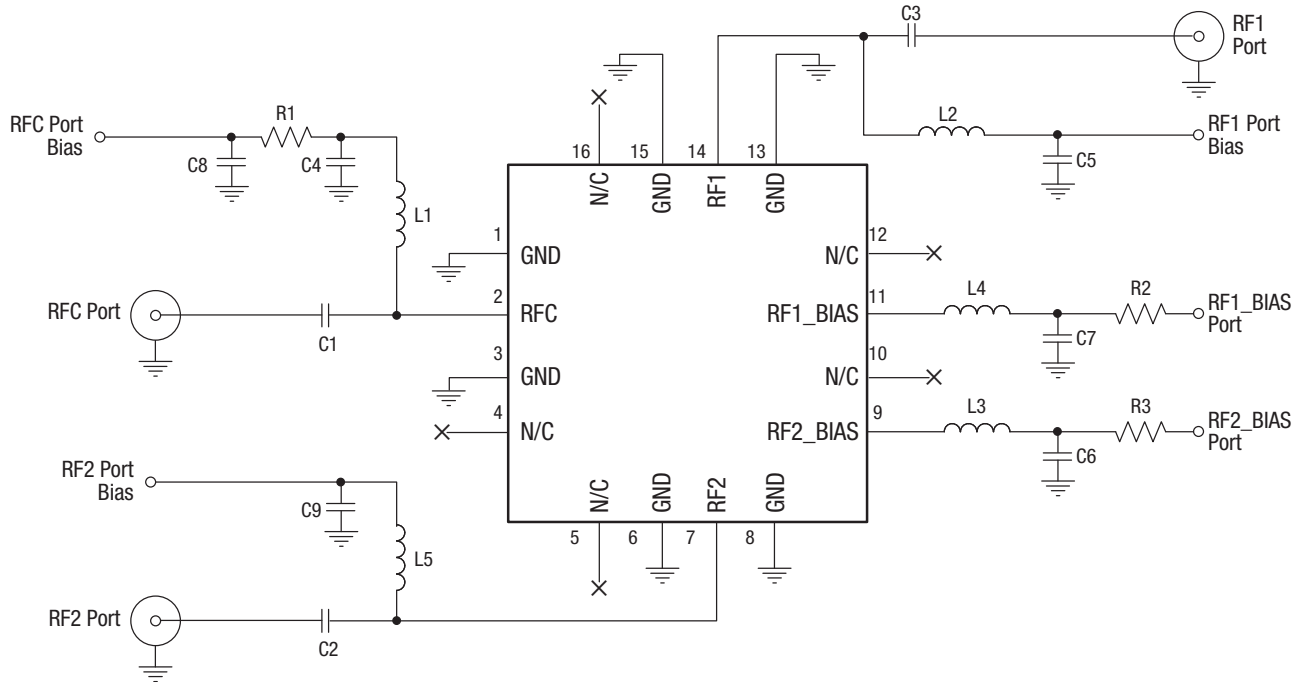 C3
RF1
Port
RFC Port
Bias
R1
C8
C4
L1
L2
RF1 Port
Bias
C5
16
15
14
13
N/C
GND
RF1
GND
1
GND
12
N/C
RFC Port
C1
2
RFC
11
RF1_BIAS
L4
R2
RF1_BIAS
Port
C7
3
GND
10
N/C
4
N/C
9
RF2_BIAS
L3
R3
RF2_BIAS
Port
C6
RF2 Port
Bias
C9
L5
N/C
GND
RF2
GND
5
6
7
8
RF2 Port
C2